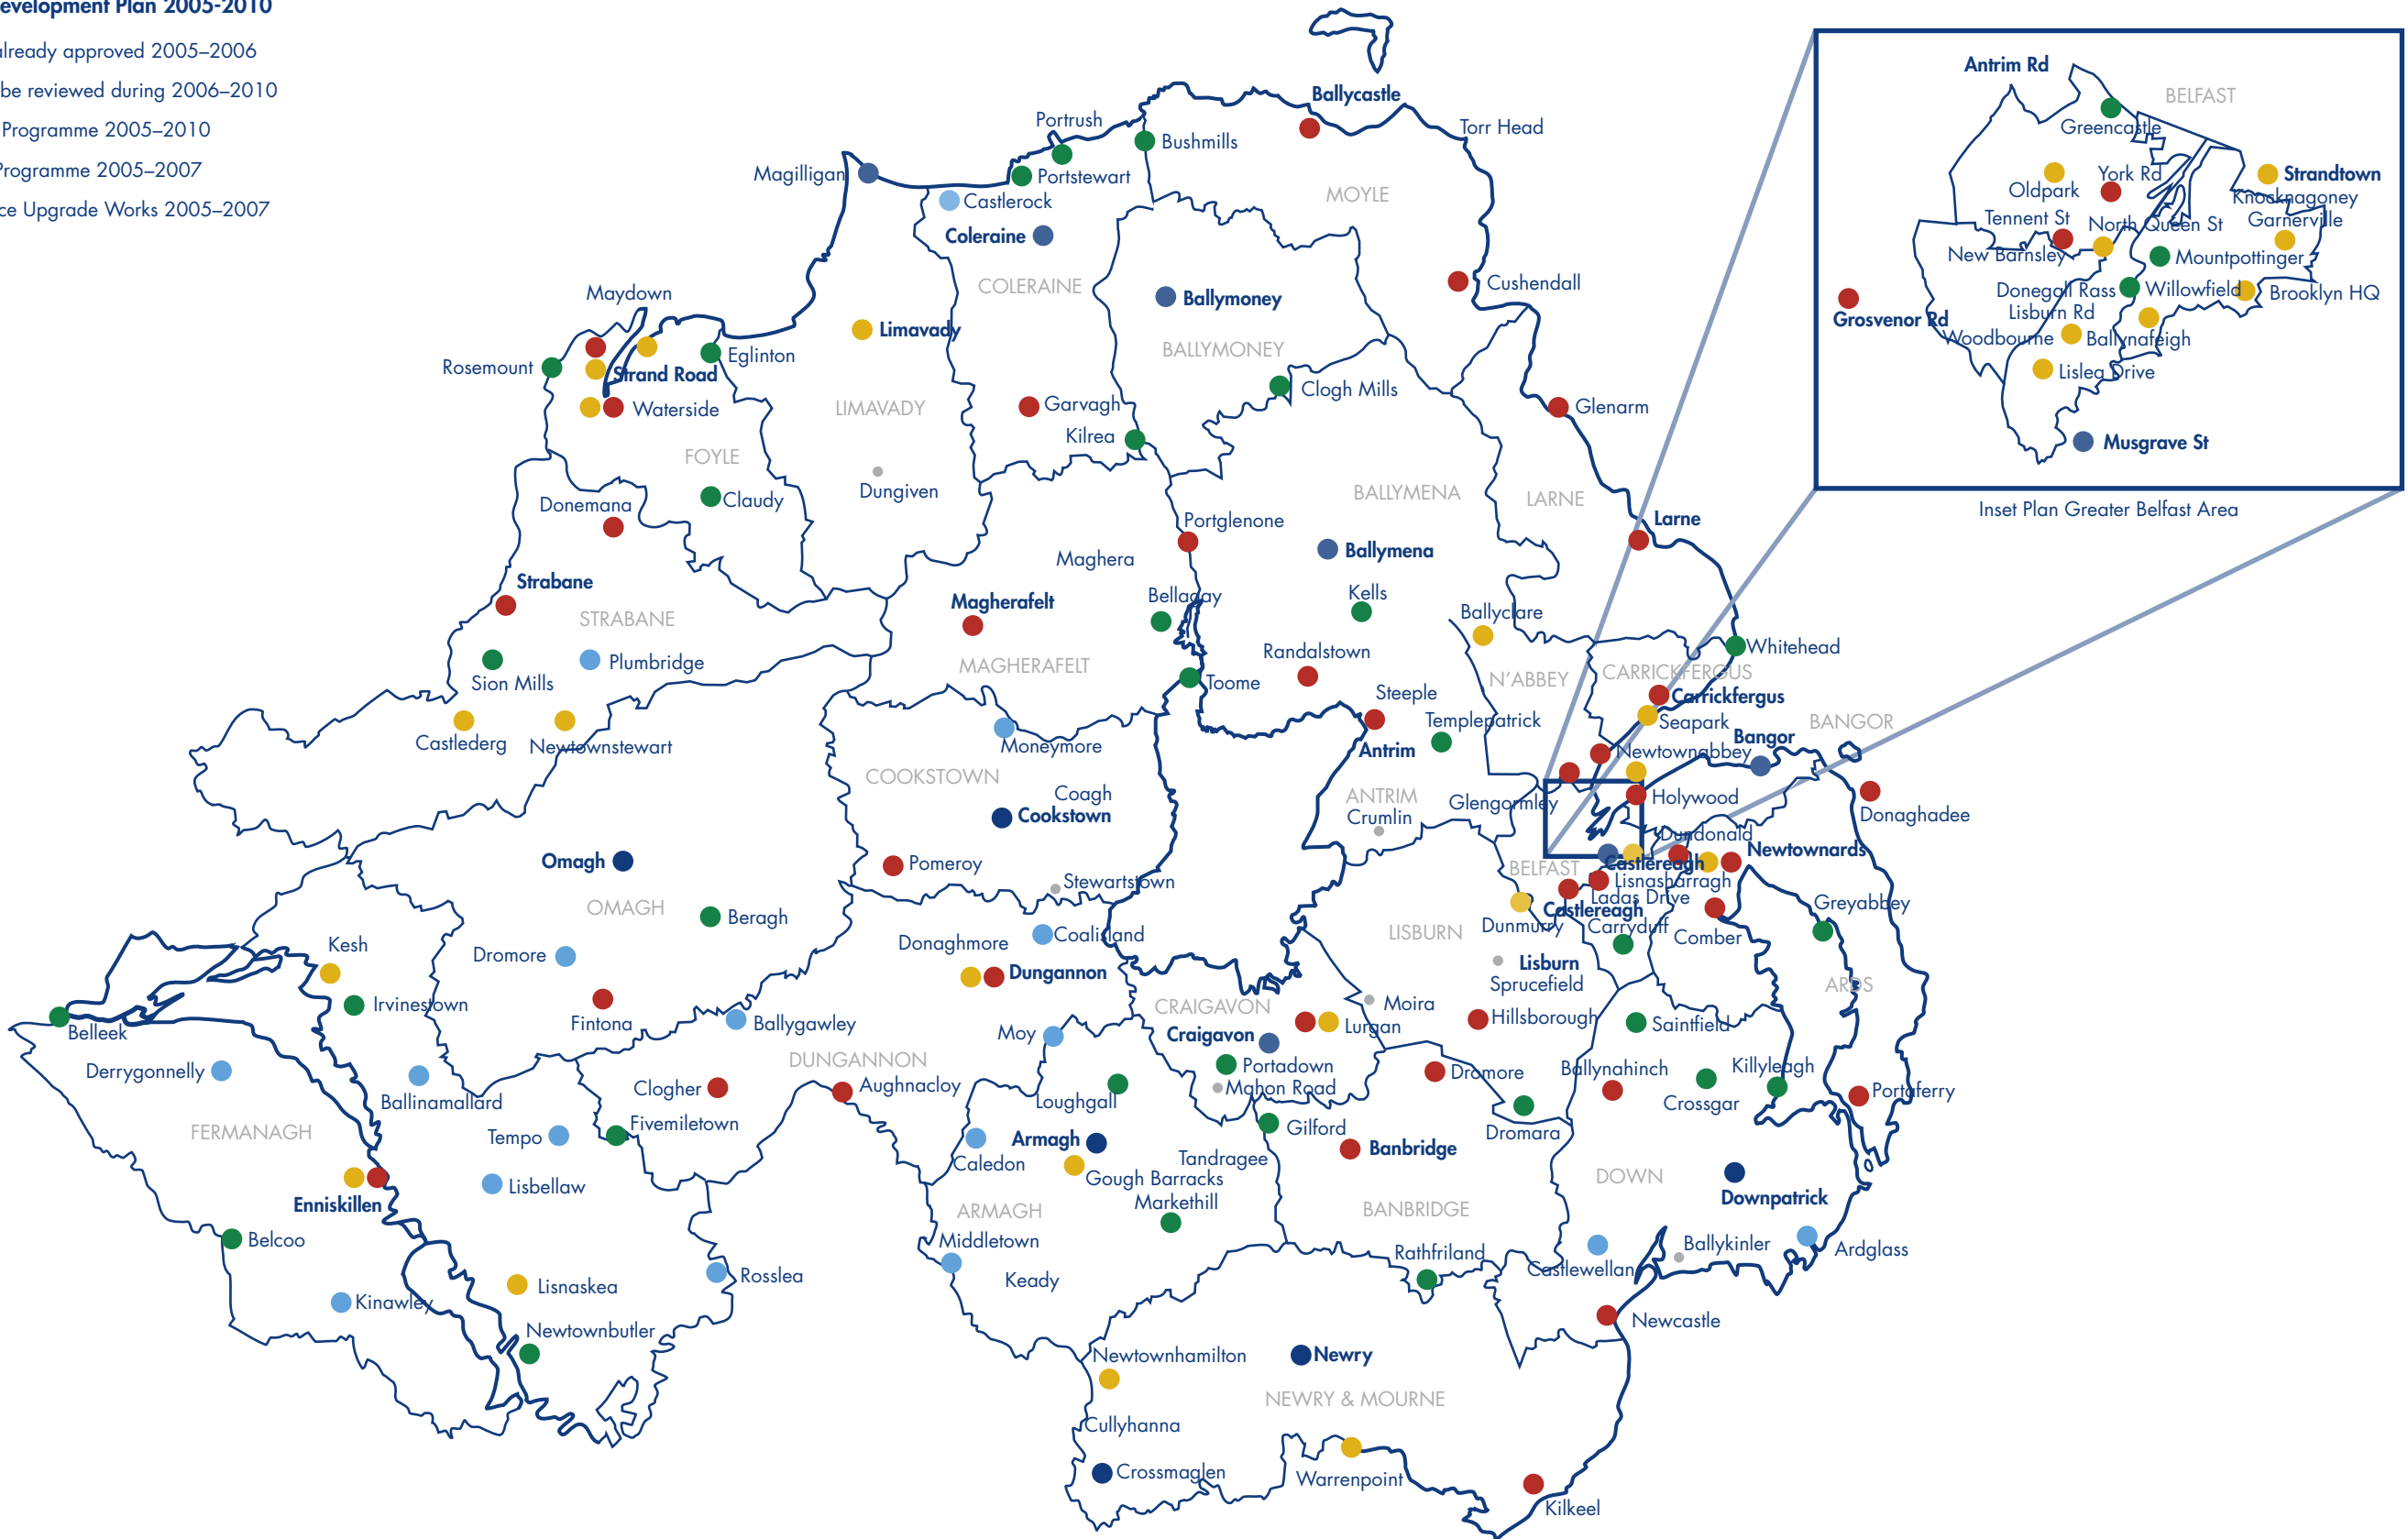 evelopment Plan 2005-2010
already approved 2005–2006
be reviewed during 2006–2010
Programme 2005–2010
Programme 2005–2007
ce Upgrade Works 2005–2007
Antrim Rd
BELFAST
Greencastle
Oldpark
York Rd
Strandtown
Knocknagoney
Tennent St
North Queen St
Garnerville
New Barnsley
Mountpottinger
Donegall Rass
Willowfield
Brooklyn HQ
Grosvenor Rd
Lisburn Rd
Woodbourne
Ballynafeigh
Lislea Drive
Musgrave St
Inset Plan Greater Belfast Area
Ballycastle
Portrush
Torr Head
Bushmills
Magilligan
Portstewart
Castlerock
MOYLE
Coleraine
COLERAINE
Cushendall
Maydown
Ballymoney
Limavady
BALLYMONEY
Rosemount
Eglinton
Strand Road
Clogh Mills
Waterside
LIMAVADY
Garvagh
Glenarm
Kilrea
FOYLE
Dungiven
Claudy
Donemana
BALLYMENA
LARNE
Portglenone
Larne
Maghera
Ballymena
Strabane
Magherafelt
Bellagay
Kells
Ballyclare
STRABANE
Plumbridge
MAGHERAFELT
Randalstown
Whitehead
Sion Mills
Toome
Steeple
N'ABBEY
CARRICKFERGUS
Carrickfergus
Castlederg
Newtownstewart
Moneymore
Templepatrick
Seapark
BANGOR
Antrim
Newtownabbey
Bangor
COOKSTOWN
Coagh
Cookstown
ANTRIM
Crumlin
Glengormley
Holywood
Donaghadee
Omagh
Pomeroy
Dundonald
Castlereagh
Newtownards
Stewartstown
BELFAST
Lisnasharragh
Ladas Drive
OMAGH
Beragh
Castlereagh
Greyabbey
Dunmurry
Carryduff
Comber
Kesh
Dromore
Donaghmore
Coalisland
LISBURN
Dungannon
Lisburn
Sprucefield
ARDS
Irvinestown
Fintona
Ballygawley
CRAIGAVON
Moira
Belleek
Moy
Craigavon
Lurgan
Hillsborough
Saintfield
Derrygonnelly
DUNGANNON
Portadown
Dromore
Ballynahinch
Killyleagh
Ballinamallard
Clogher
Aughnacloy
Loughgall
Mahon Road
Crossgar
Portaferry
FERMANAGH
Tempo
Fivemiletown
Gilford
Dromara
Armagh
Banbridge
Caledon
Tandragee
Enniskillen
Lisbellaw
Gough Barracks
DOWN
Downpatrick
Markethill
ARMAGH
BANBRIDGE
Belcoo
Middletown
Rathfriland
Ballykinler
Ardglass
Lisnaskea
Rosslea
Keady
Castlewellan
Kinawley
Newcastle
Newtownbutler
Newtownhamilton
Newry
NEWRY & MOURNE
Cullyhanna
Crossmaglen
Warrenpoint
Kilkeel